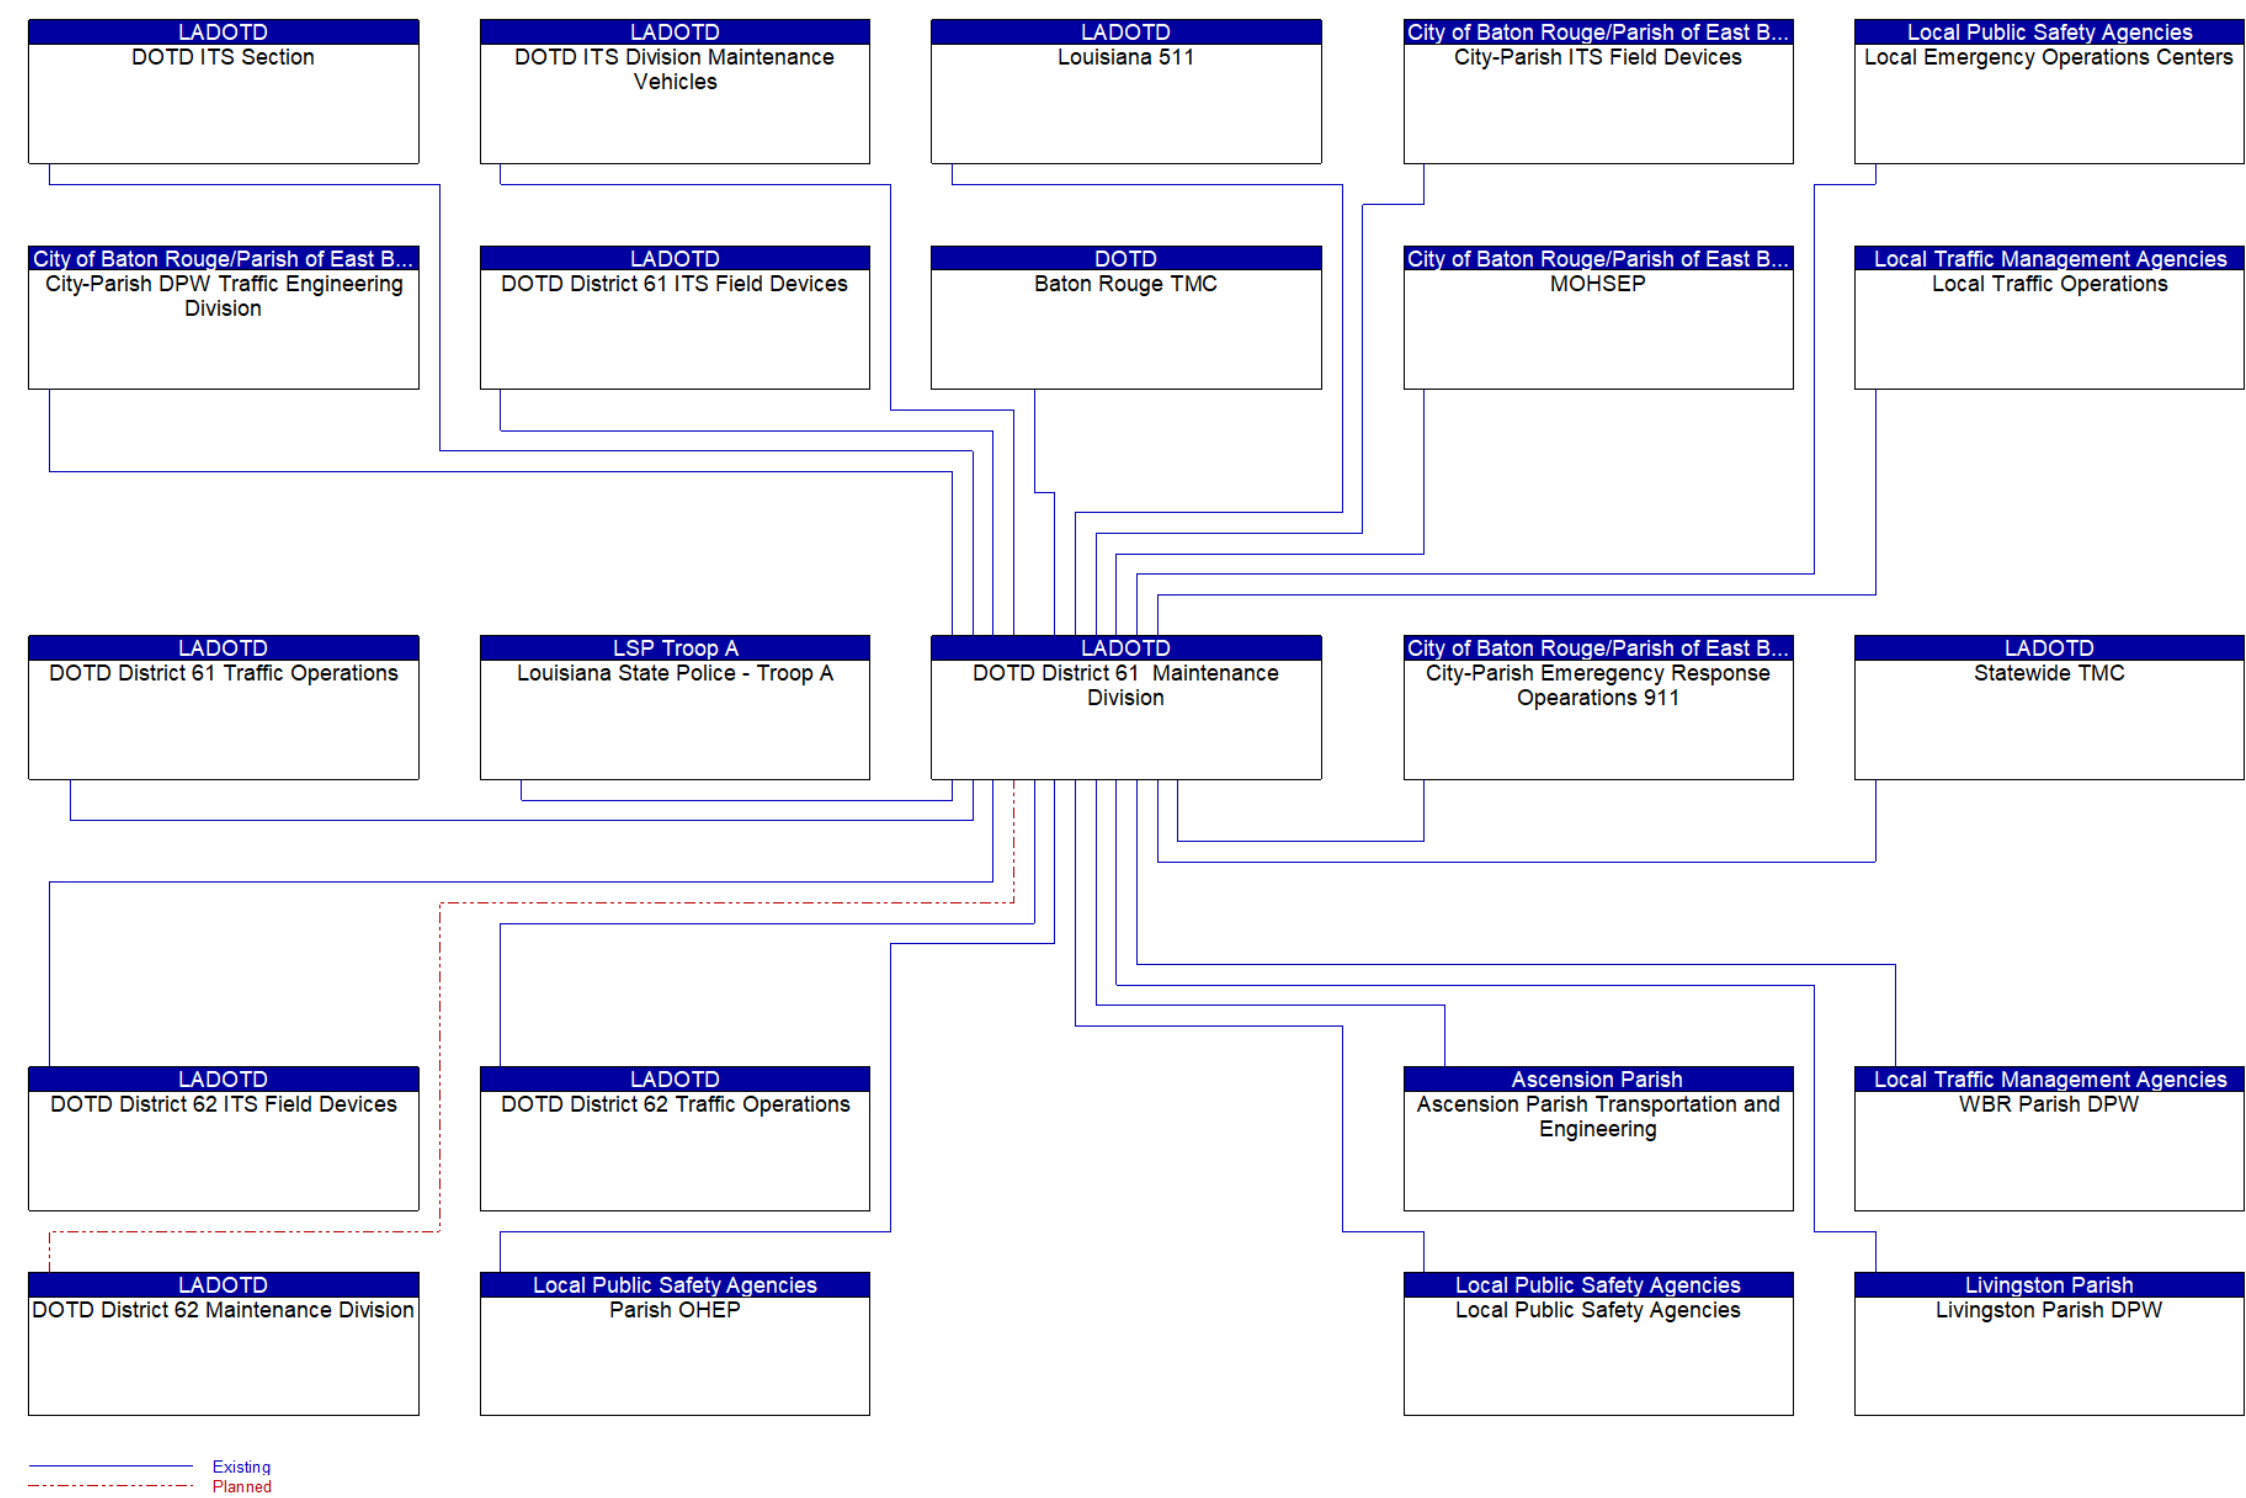 LADOTD
DOTD ITS Section
LADOTD
DOTD ITS Division Maintenance
Vehicles
LADOTD
Louisiana 511
City of Baton Rouge/Parish of East B...
City-Parish ITS Field Devices
Local Public Safety Agencies
Local Emergency Operations Centers
City of Baton Rouge/Parish of East B...
City-Parish DPW Traffic Engineering
Division
LADOTD
DOTD District 61 ITS Field Devices
DOTD
Baton Rouge TMC
City of Baton Rouge/Parish of East B...
MOHSEP
Local Traffic Management Agencies
Local Traffic Operations
LADOTD
DOTD District 61 Traffic Operations
LSP Troop A
Louisiana State Police - Troop A
LADOTD
DOTD District 61  Maintenance
Division
City of Baton Rouge/Parish of East B...
City-Parish Emeregency Response
Opearations 911
LADOTD
Statewide TMC
LADOTD
DOTD District 62 ITS Field Devices
LADOTD
DOTD District 62 Traffic Operations
Ascension Parish
Ascension Parish Transportation and
Engineering
Local Traffic Management Agencies
WBR Parish DPW
LADOTD
DOTD District 62 Maintenance Division
Local Public Safety Agencies
Parish OHEP
Local Public Safety Agencies
Local Public Safety Agencies
Livingston Parish
Livingston Parish DPW
Existing
Planned